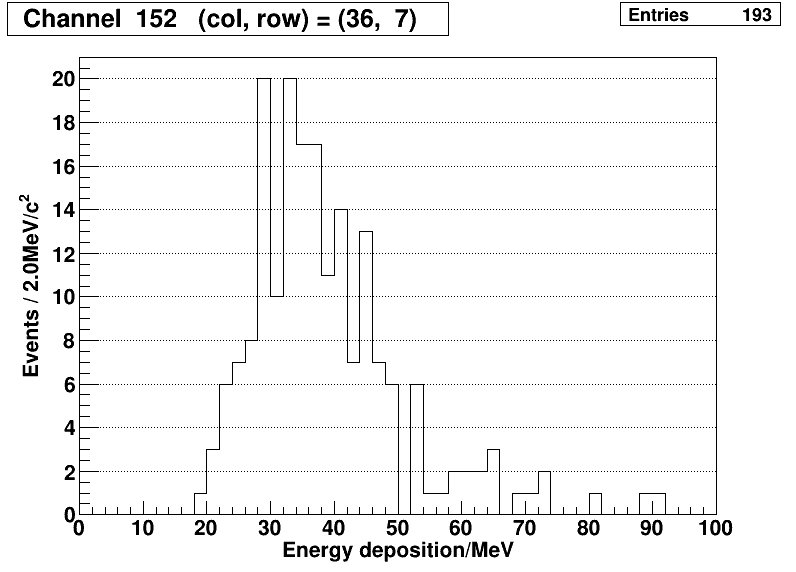 Channel 152 (col, row) = (36, 7)
Entries 193
Events / 2.0MeV/c²
20
18
16
14
12
10
8
6
4
2
0
0 10 20 30 40 50 60 70 80 90 100
Energy deposition/MeV